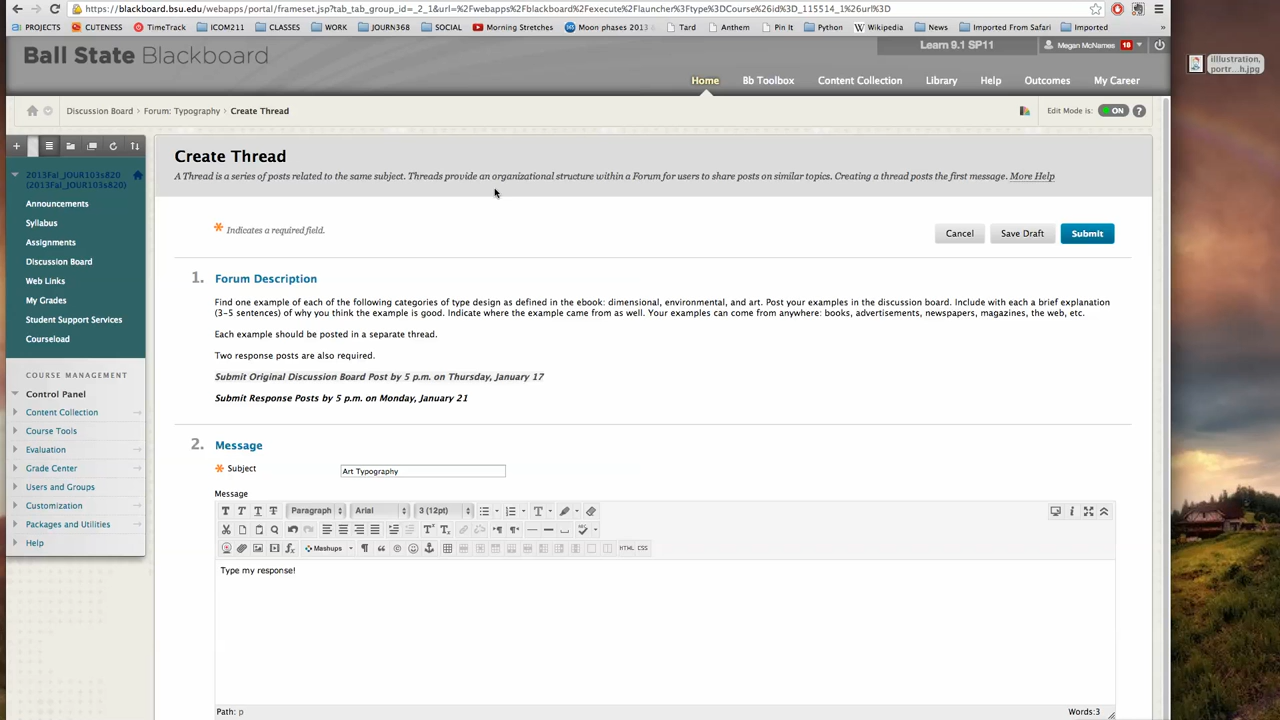 https://blackboard.bsu.edu/webapps/portal/frameset.jsp?tab_tab_group_id=_2_1&url=%2Fwebapps%2Fblackboard%2Fexecute%2Flauncher%3Ftype%3DCourse%26id%3D_115514_1%26url%3D
PROJECTS CUTENESS TimeTrack ICOM211 CLASSES WORK JOURN368 SOCIAL Morning Stretches Moon phases 2013 Tard Anthem Pin It Python Wikipedia News Imported From Safari Imported
Ball State Blackboard
Learn 9.1 SP11
Megan McNames 18
Home Bb Toolbox Content Collection Library Help Outcomes My Career
illlustration, portr...h.jpg
Discussion Board Forum: Typography Create Thread
Edit Mode is: ON ?
2013Fal_JOUR103s820
(2013Fal_JOUR103s820)
Announcements
Syllabus
Assignments
Discussion Board
Web Links
My Grades
Student Support Services
Courseload
COURSE MANAGEMENT
Control Panel
Content Collection
Course Tools
Evaluation
Grade Center
Users and Groups
Customization
Packages and Utilities
Help
Create Thread
A Thread is a series of posts related to the same subject. Threads provide an organizational structure within a Forum for users to share posts on similar topics. Creating a thread posts the first message. More Help
* Indicates a required field.
Cancel Save Draft Submit
1. Forum Description
Find one example of each of the following categories of type design as defined in the ebook: dimensional, environmental, and art. Post your examples in the discussion board. Include with each a brief explanation
(3-5 sentences) of why you think the example is good. Indicate where the example came from as well. Your examples can come from anywhere: books, advertisements, newspapers, magazines, the web, etc.
Each example should be posted in a separate thread.
Two response posts are also required.
Submit Original Discussion Board Post by 5 p.m. on Thursday, January 17
Submit Response Posts by 5 p.m. on Monday, January 21
2. Message
* Subject Art Typography
Message
T T T T Paragraph Arial 3 (12pt) T
Mashups HTML CSS
Type my response!
Path: p Words:3